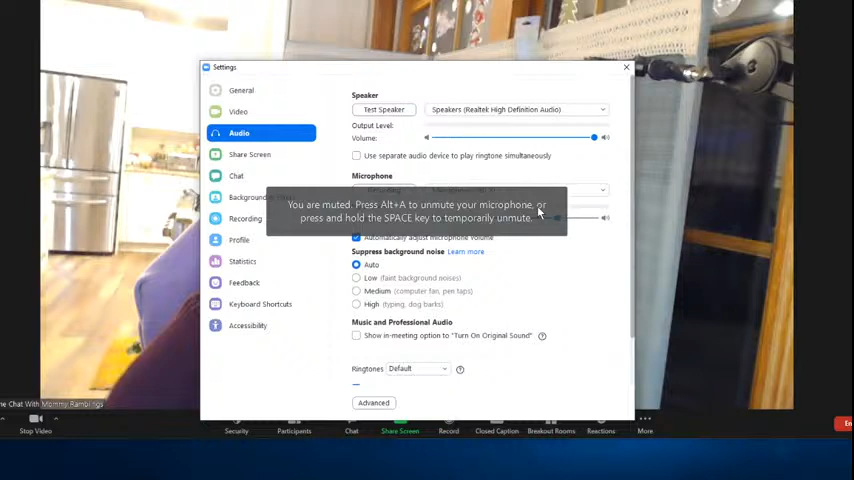 Settings
General
Video
Audio
Share Screen
Chat
Background
Recording
Profile
Statistics
Feedback
Keyboard Shortcuts
Accessibility
Speaker
Test Speaker
Speakers (Realtek High Definition Audio)
Output Level:
Volume:
Use separate audio device to play ringtone simultaneously
Microphone
You are muted. Press Alt+A to unmute your microphone, or
press and hold the SPACE key to temporarily unmute.
Automatically adjust microphone volume
Suppress background noise Learn more
Auto
Low (faint background noises)
Medium (computer fan, pen taps)
High (typing, dog barks)
Music and Professional Audio
Show in-meeting option to "Turn On Original Sound"
Ringtones Default
Advanced
Chat With Mommy Ramblings
Stop Video
Security
Participants
Chat
Share Screen
Record
Closed Caption
Breakout Rooms
Reactions
More